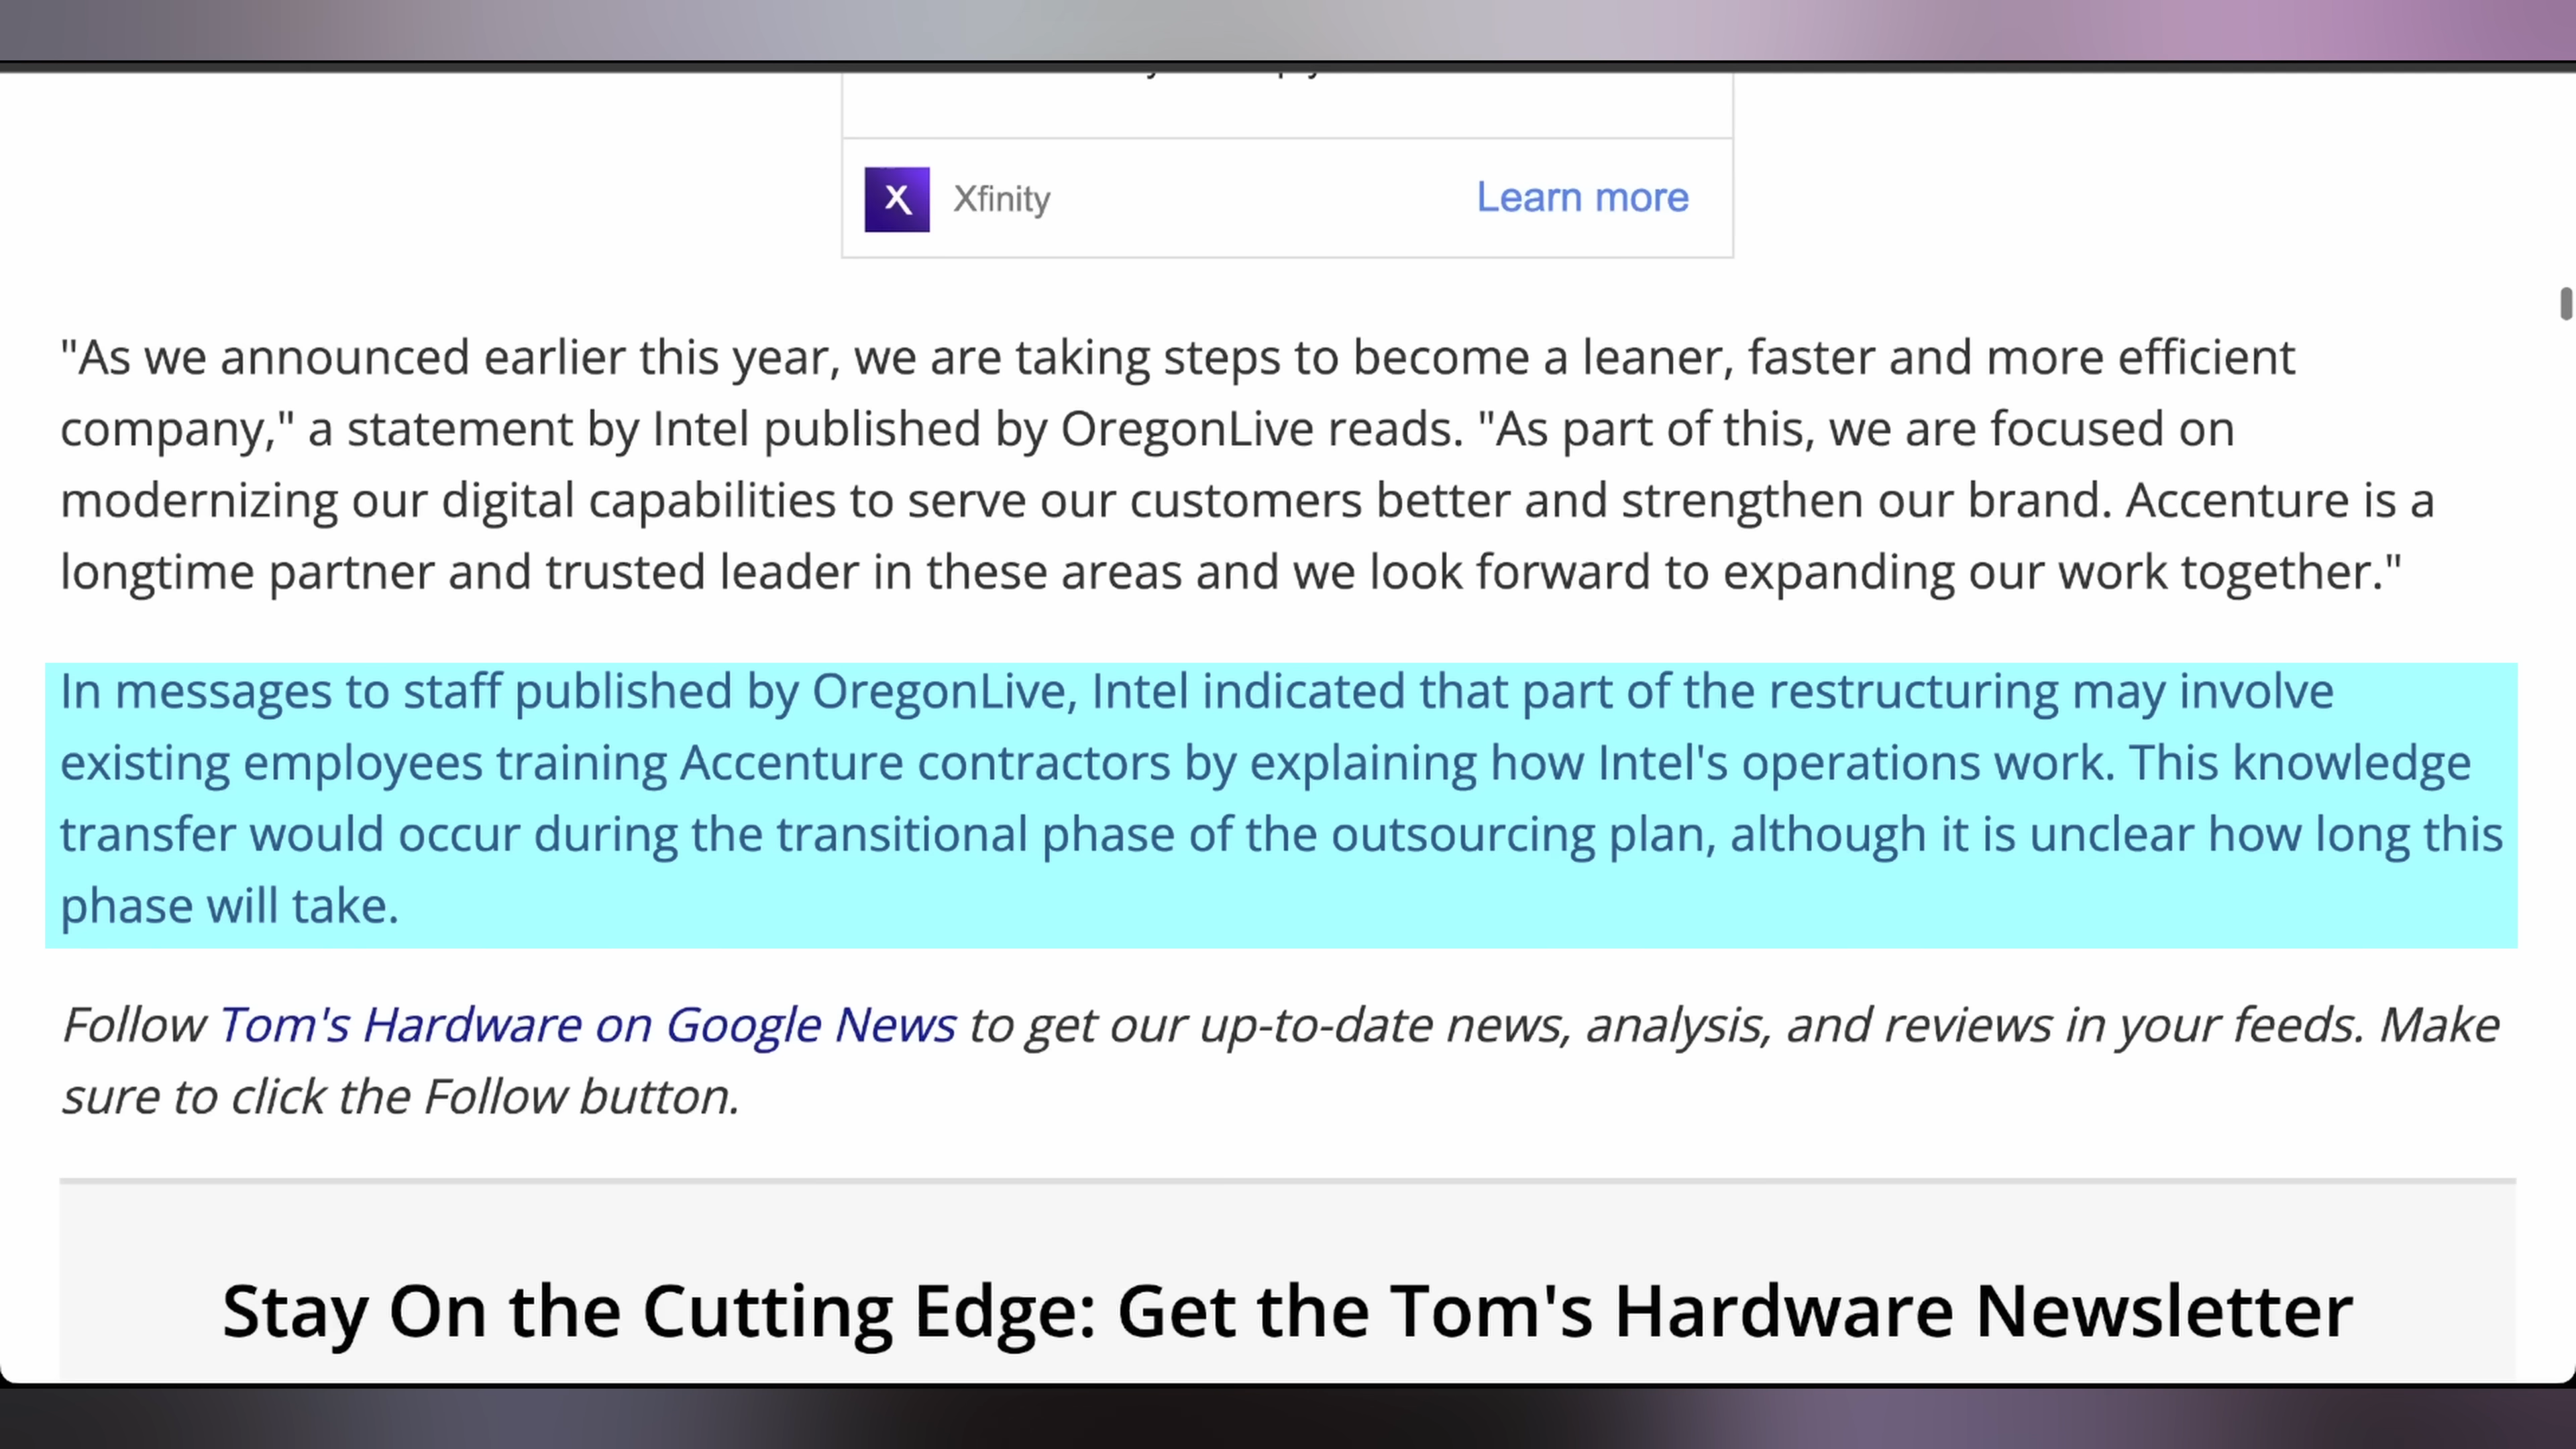 X Xfinity Learn more
"As we announced earlier this year, we are taking steps to become a leaner, faster and more efficient
company," a statement by Intel published by OregonLive reads. "As part of this, we are focused on
modernizing our digital capabilities to serve our customers better and strengthen our brand. Accenture is a
longtime partner and trusted leader in these areas and we look forward to expanding our work together."
In messages to staff published by OregonLive, Intel indicated that part of the restructuring may involve
existing employees training Accenture contractors by explaining how Intel's operations work. This knowledge
transfer would occur during the transitional phase of the outsourcing plan, although it is unclear how long this
phase will take.
Follow Tom's Hardware on Google News to get our up-to-date news, analysis, and reviews in your feeds. Make
sure to click the Follow button.
Stay On the Cutting Edge: Get the Tom's Hardware Newsletter